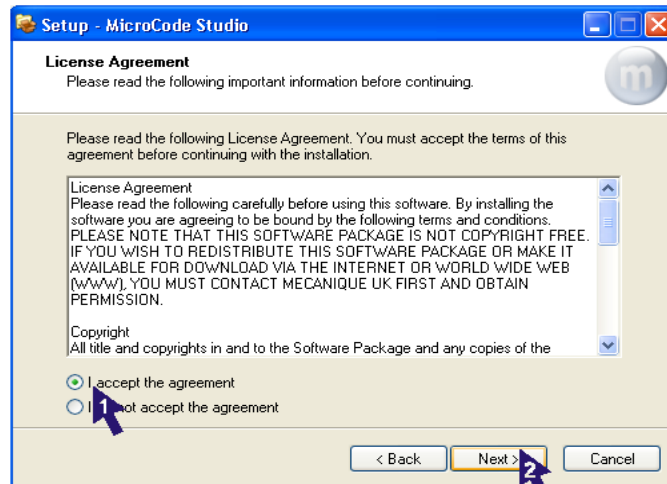 Setup - MicroCode Studio
License Agreement
Please read the following important information before continuing.
m
Please read the following License Agreement. You must accept the terms of this
agreement before continuing with the installation.
License Agreement
Please read the following carefully before using this software. By installing the
software you are agreeing to be bound by the following terms and conditions.
PLEASE NOTE THAT THIS SOFTWARE PACKAGE IS NOT COPYRIGHT FREE.
IF YOU WISH TO REDISTRIBUTE THIS SOFTWARE PACKAGE OR MAKE IT
AVAILABLE FOR DOWNLOAD VIA THE INTERNET OR WORLD WIDE WEB
(WWW), YOU MUST CONTACT MECANIQUE UK FIRST AND OBTAIN
PERMISSION.
Copyright
All title and copyrights in and to the Software Package and any copies of the
I accept the agreement
1
I not accept the agreement
< Back
Next >
2
Cancel